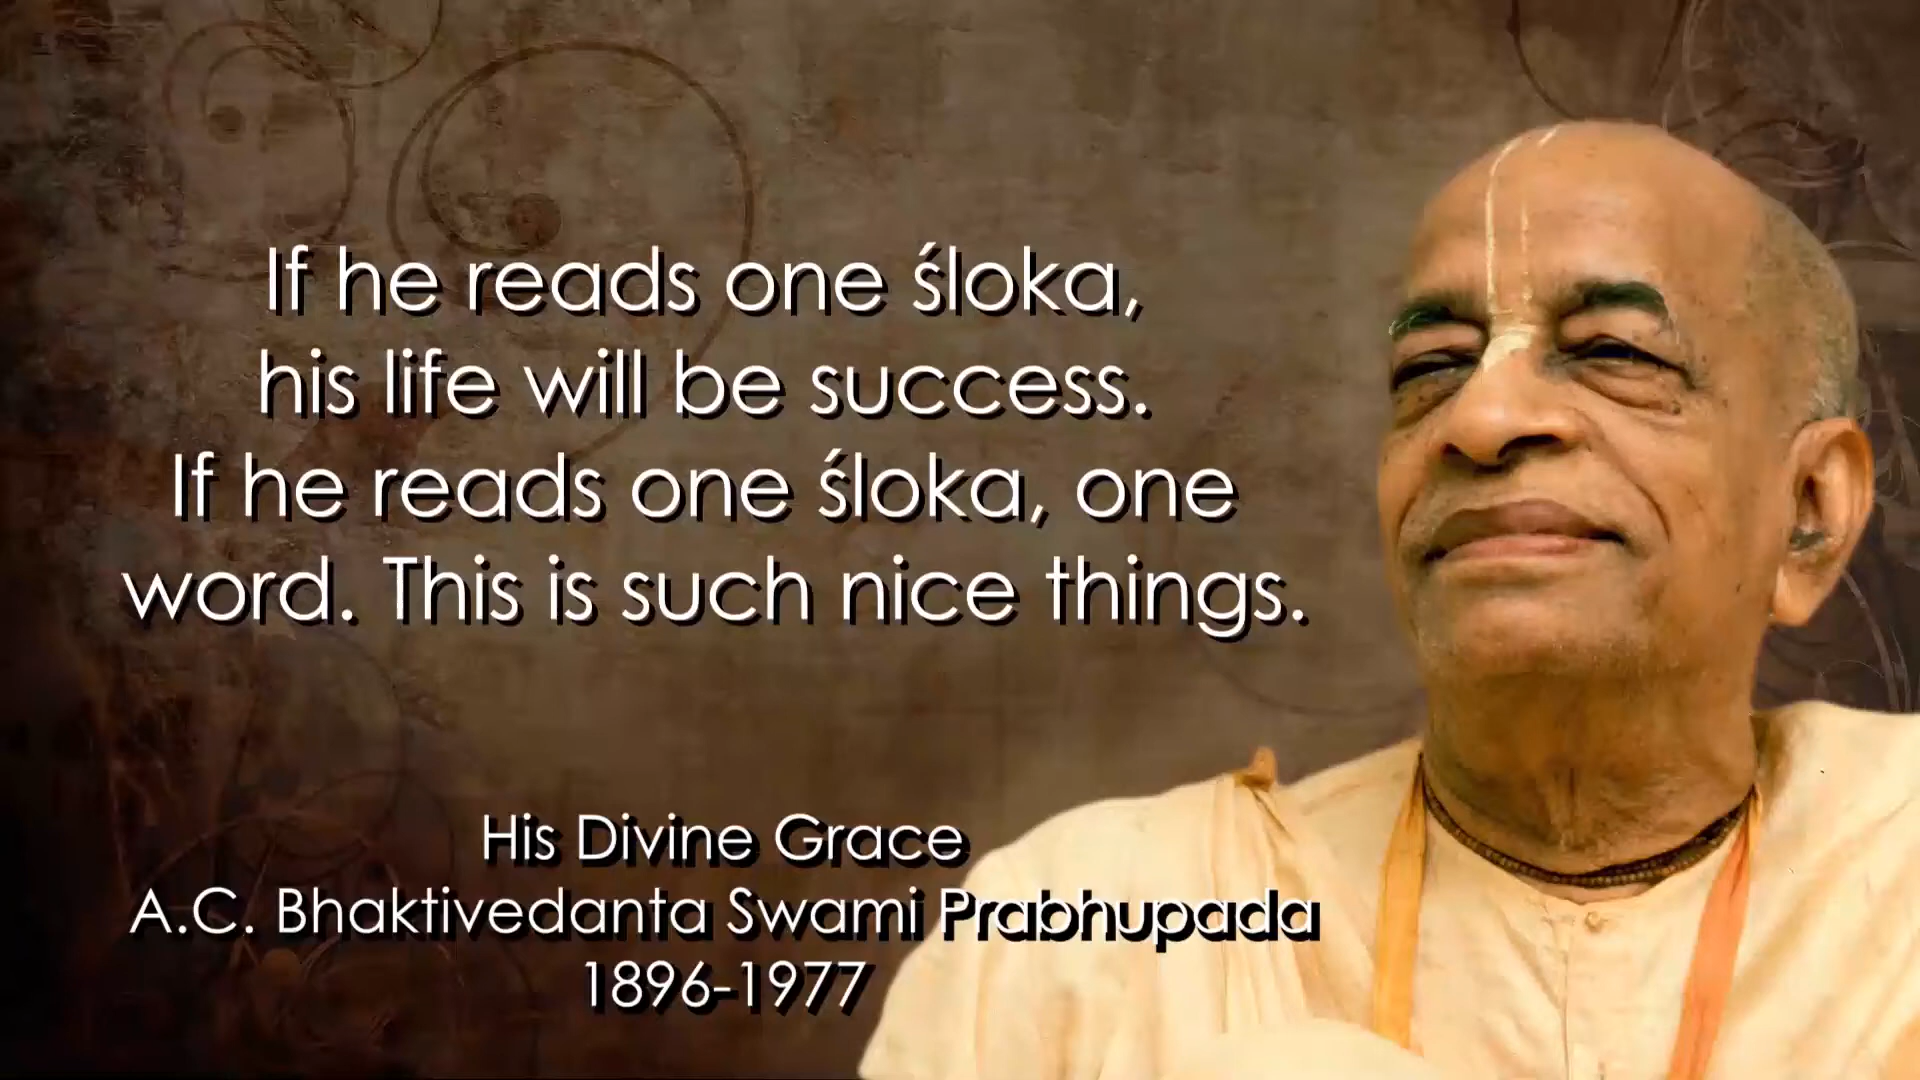 If he reads one śloka,
his life will be success.
If he reads one śloka, one
word. This is such nice things.
His Divine Grace
A.C. Bhaktivedanta Swami Prabhupada
1896-1977